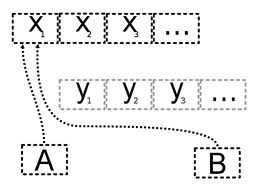 x₁ x₂ x₃ ...
y₁ y₂ y₃ ...
A B